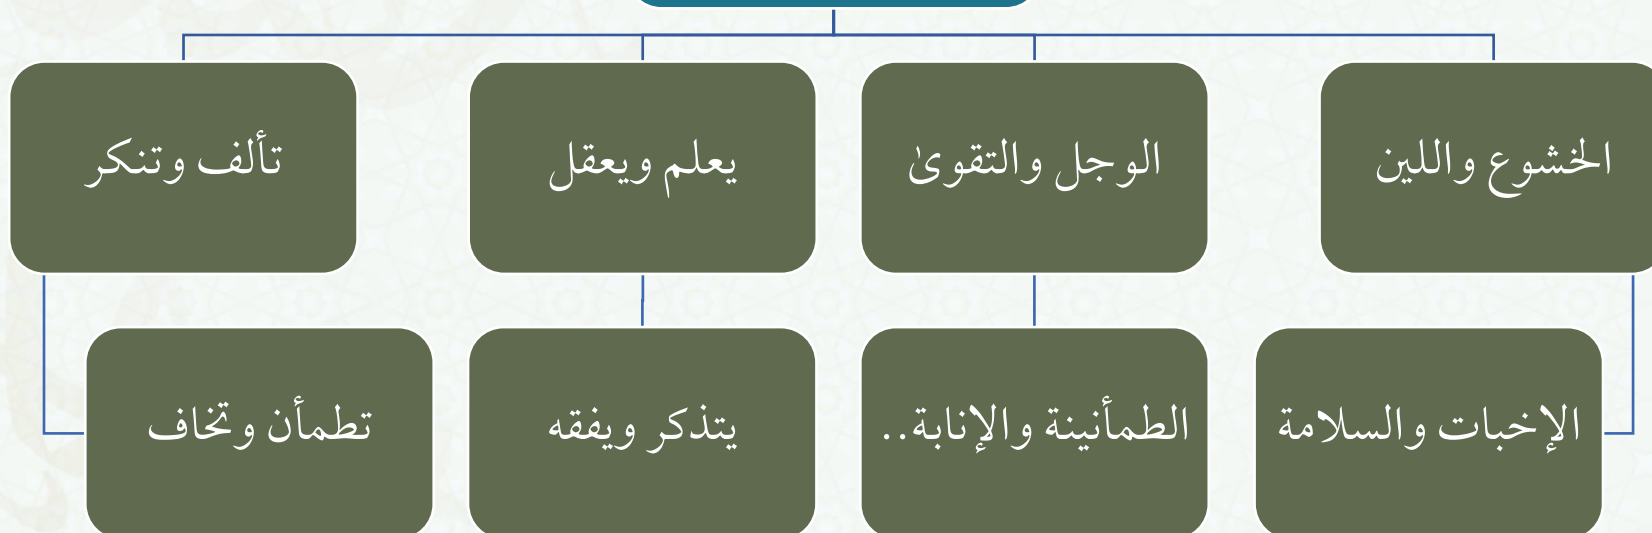 الخشوع واللين
الوجل والتقوىٰ
يعلم ويعقل
تألف وتنكر
الإخبات والسلامة
الطمأنينة والإنابة..
يتذكر ويفقه
تطمأن وتخاف